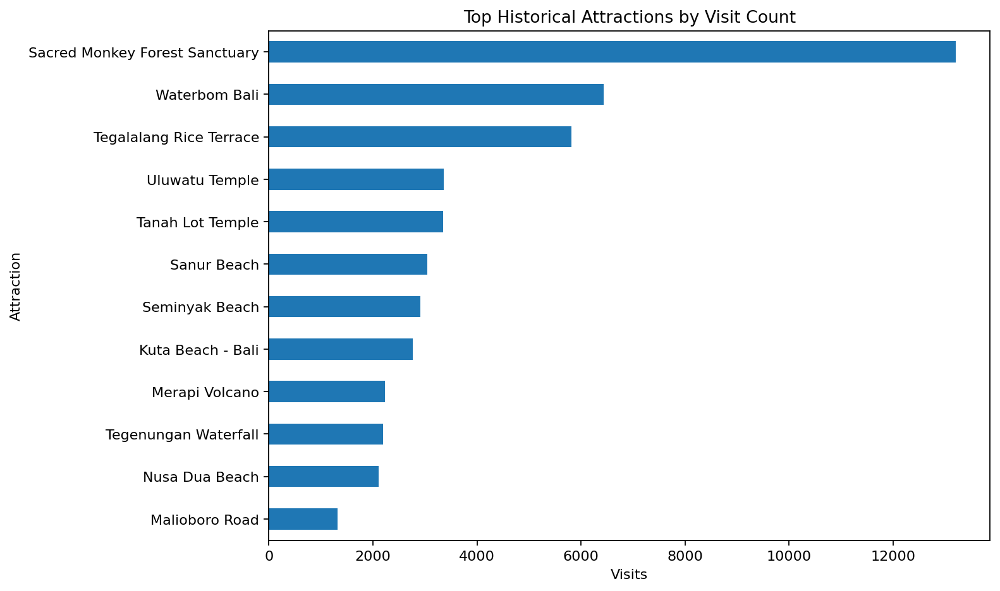 Top Historical Attractions by Visit Count
Sacred Monkey Forest Sanctuary
Waterbom Bali
Tegalalang Rice Terrace
Uluwatu Temple
Tanah Lot Temple
Sanur Beach
Seminyak Beach
Kuta Beach - Bali
Merapi Volcano
Tegenungan Waterfall
Nusa Dua Beach
Malioboro Road
Attraction
0 2000 4000 6000 8000 10000 12000
Visits